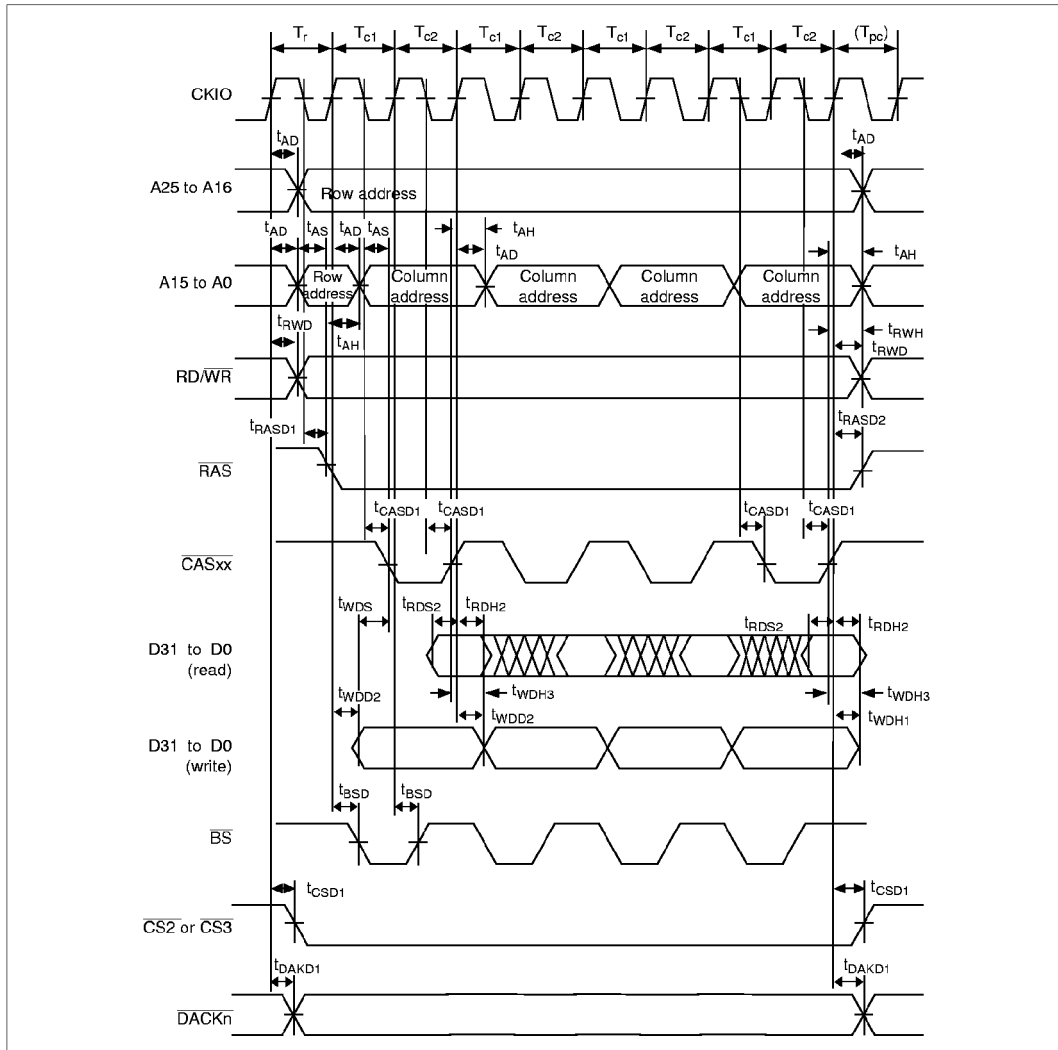 Tr Tc1 Tc2 Tc1 Tc2 Tc1 Tc2 Tc1 Tc2 (Tpc)
CKIO
tAD tAD
A25 to A16 Row address
tAD tAS tAD tAS tAH
tAD tAH
A15 to A0 Row address Column address Column address Column address Column address
tRWD tAH tRWH
tRWD
RD/WR
tRASD1 tRASD2
RAS
tCASD1 tCASD1 tCASD1 tCASD1
CASxx
tWDS tRDS2 tRDH2 tRDS2 tRDH2
D31 to D0
(read)
tWDD2 tWDH3 tWDH3
tWDD2 tWDH1
D31 to D0
(write)
tBSD tBSD
BS
tCSD1 tCSD1
CS2 or CS3
tDAKD1 tDAKD1
DACKn